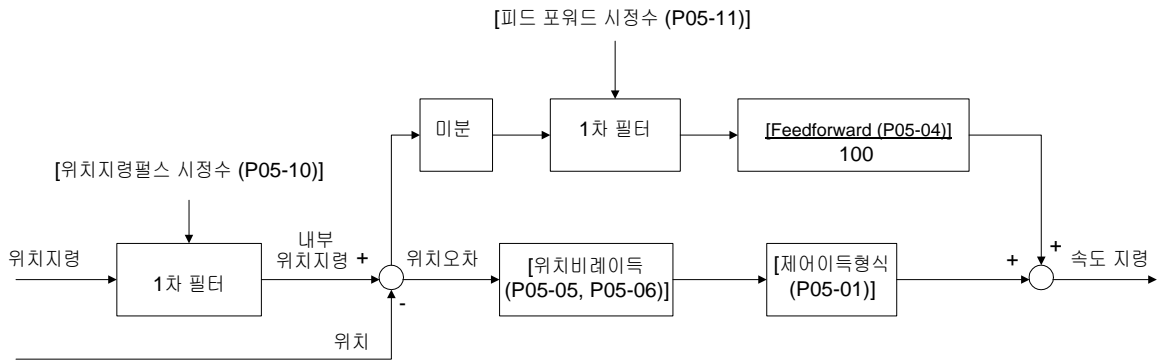 [피드 포워드 시정수 (P05-11)]
미분
1차 필터
[Feedforward (P05-04)]
100
[위치지령펄스 시정수 (P05-10)]
위치지령
1차 필터
내부
위치지령 +
-
위치오차
[위치비례이득
(P05-05, P05-06)]
[제어이득형식
(P05-01)]
+
+
속도 지령
위치